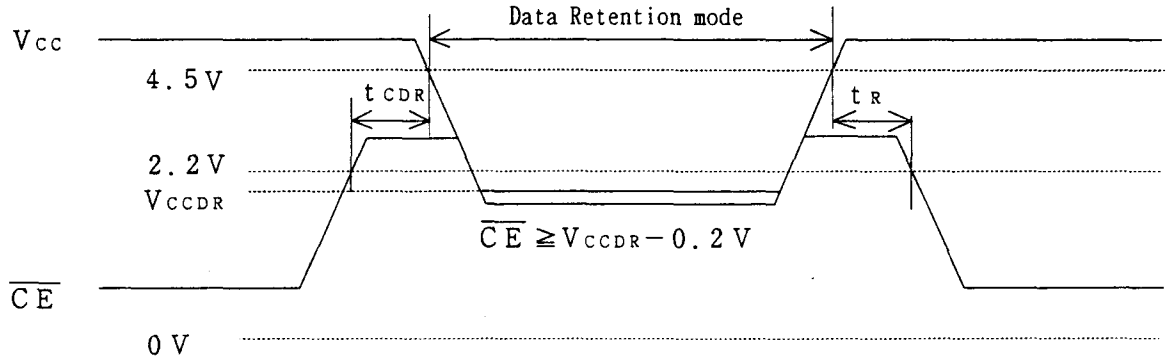 Data Retention mode
VCC
4.5V
tCDR
tR
2.2V
VCCDR
CE≧VCCDR−0.2V
CE
0V